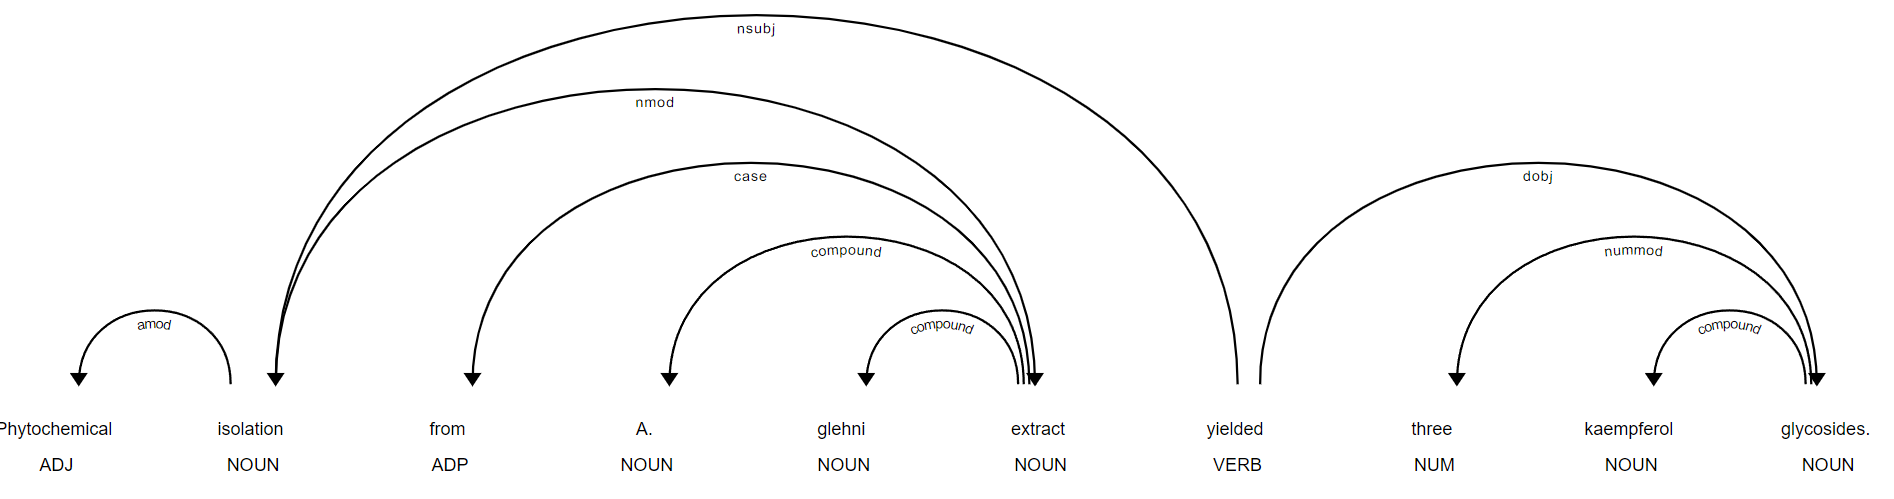 nsubj
nmod
case
dobj
compound
nummod
amod
compound
compound
Phytochemical isolation from A. glehni extract yielded three kaempferol glycosides.
ADJ NOUN ADP NOUN NOUN NOUN VERB NUM NOUN NOUN